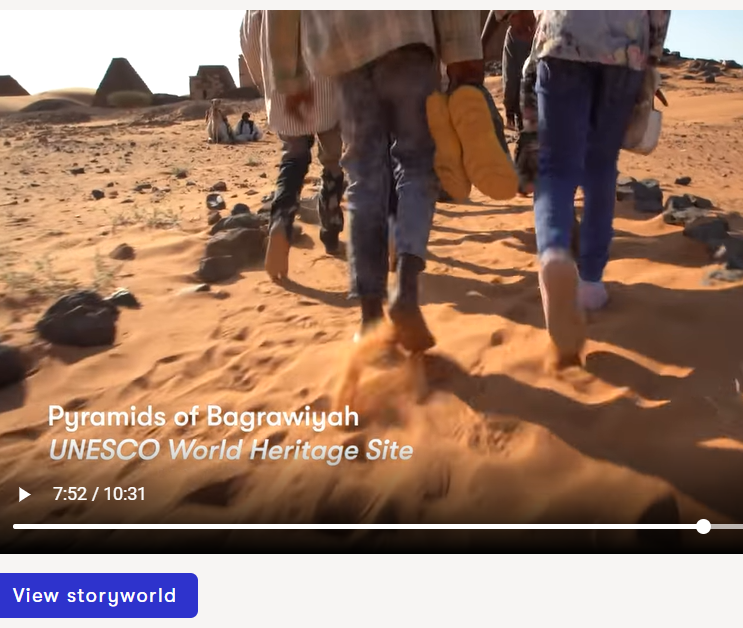 Pyramids of Bagrawiyah
UNESCO World Heritage Site
7:52 / 10:31
View storyworld